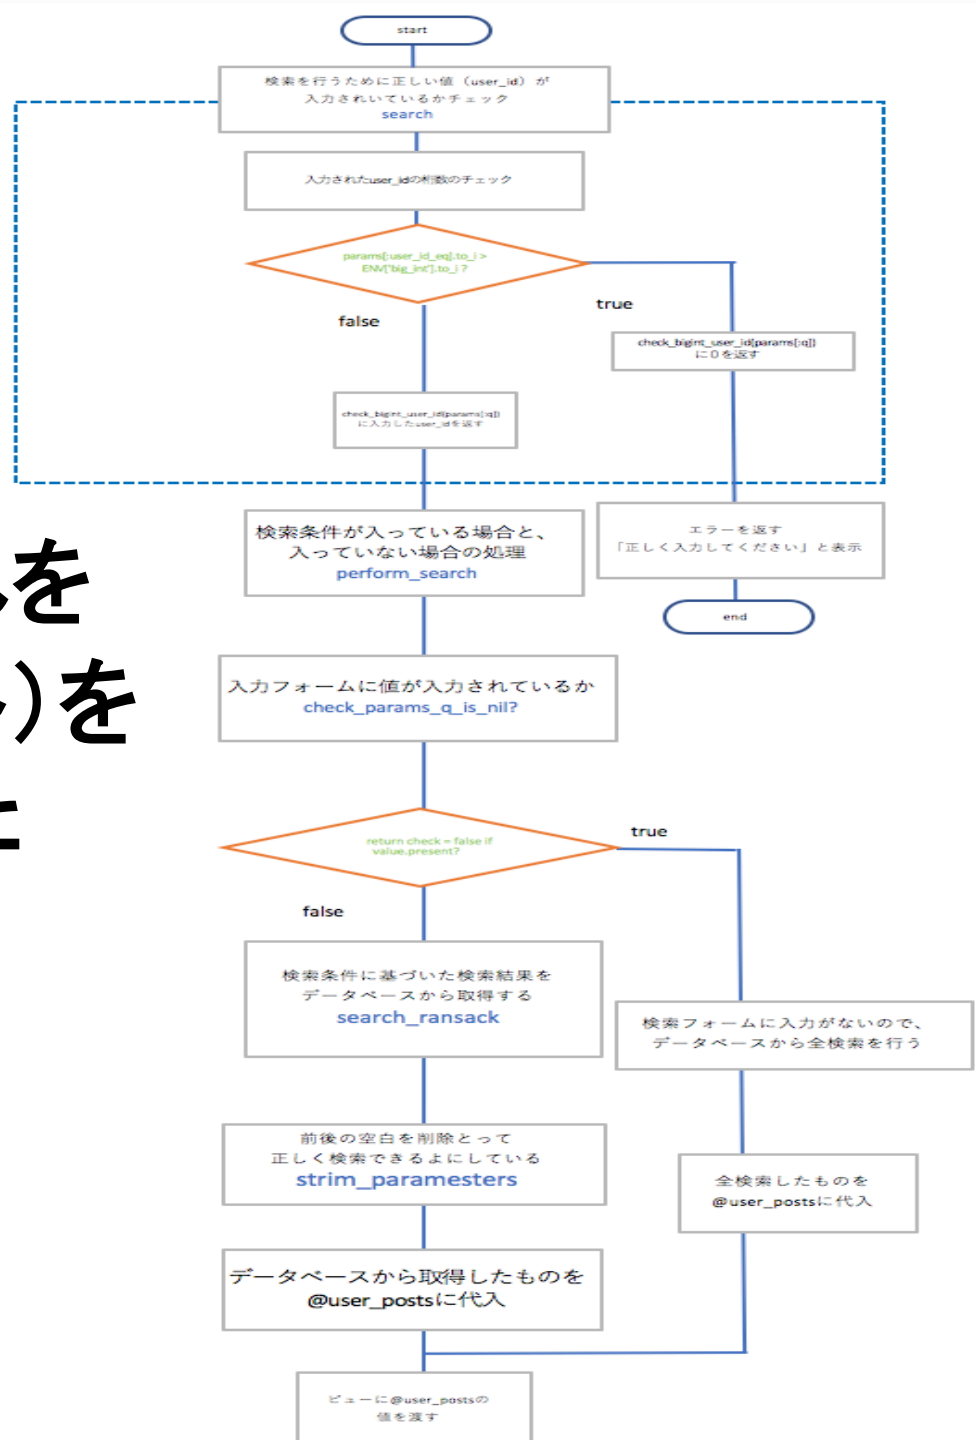 start
検索を行うために正しい値（user_id）が
入力されいているかチェック
search
入力されたuser_idの桁数のチェック
params[:user_id_eq].to_i >
ENV['big_int'].to_i ?
true
false
check_bigint_user_id(params[:q])
に０を返す
check_bigint_user_id(params[:q])
に入力したuser_idを返す
検索条件が入っている場合と、
入っていない場合の処理
perform_search
エラーを返す
「正しく入力してください」と表示
end
を
)を
入力フォームに値が入力されているか
check_params_q_is_nil?
return check = false if
value.present?
true
false
検索条件に基づいた検索結果を
データベースから取得する
search_ransack
検索フォームに入力がないので、
データベースから全検索を行う
前後の空白を削除とって
正しく検索できるよにしている
strim_paramesters
全検索したものを
@user_postsに代入
データベースから取得したものを
@user_postsに代入
ビューに@user_postsの
値を渡す